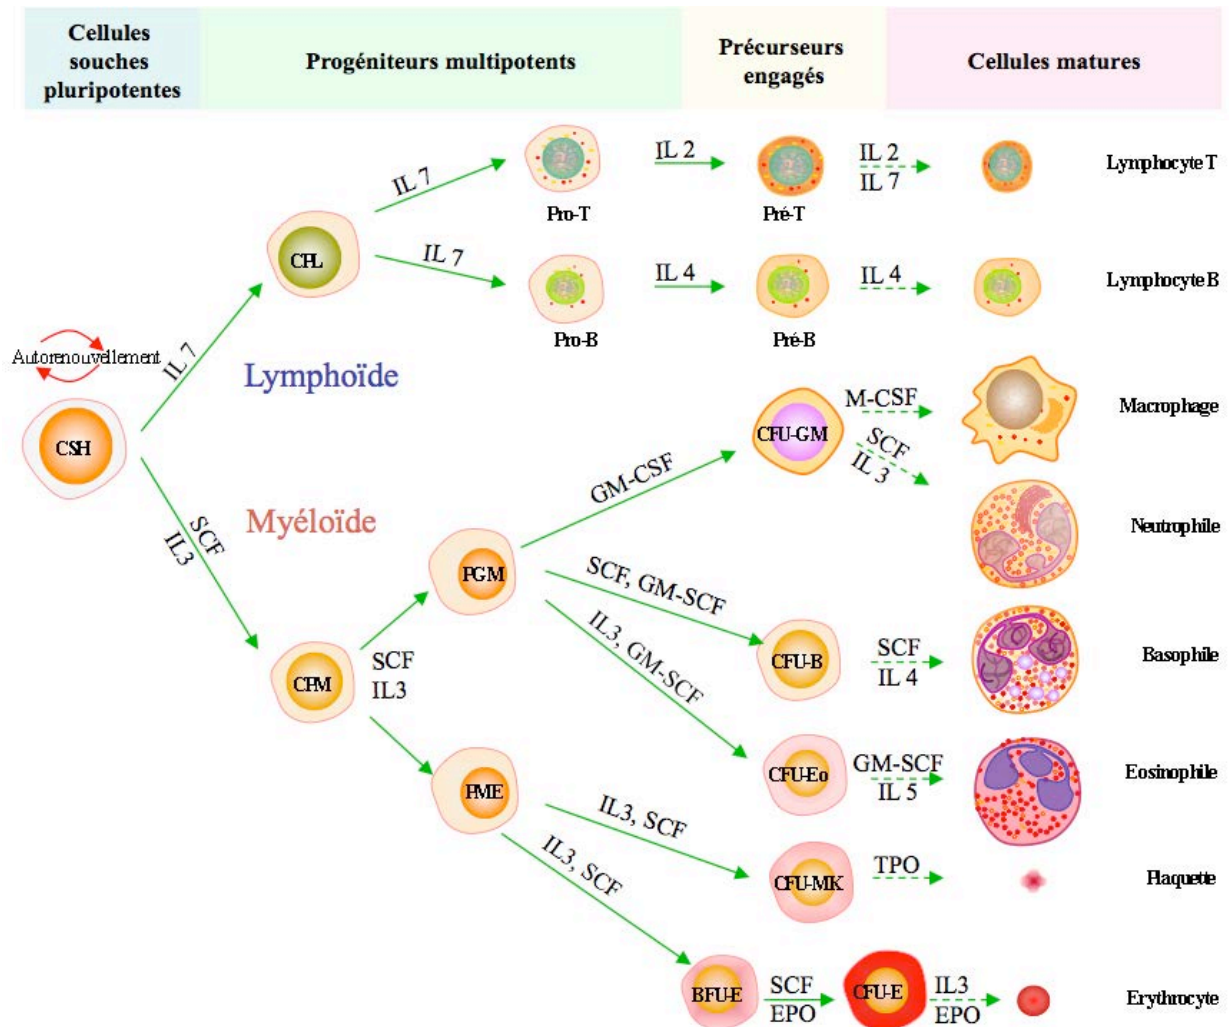 Cellules
souches
pluripotentes
Progéniteurs multipotents
Précurseurs
engagés
Cellules matures
IL 7
Pro-T
IL 2
Pré-T
IL 2
IL 7
Lymphocyte T
CPL
IL 7
Pro-B
IL 4
Pré-B
IL 4
Lymphocyte B
Autorenouvellement
IL 7
Lymphoïde
CSH
SCF
IL3
Myéloïde
CFU-GM
M-CSF
Macrophage
SCF
IL 3
Neutrophile
GM-CSF
PGM
SCF, GM-SCF
CFU-B
SCF
IL 4
Basophile
IL3, GM-SCF
CPM
SCF
IL3
CFU-Eo
GM-SCF
IL 5
Eosinophile
PME
IL3, SCF
CFU-MK
TPO
Plaquette
IL3, SCF
BFU-E
SCF
EPO
CFU-E
IL3
EPO
Erythrocyte